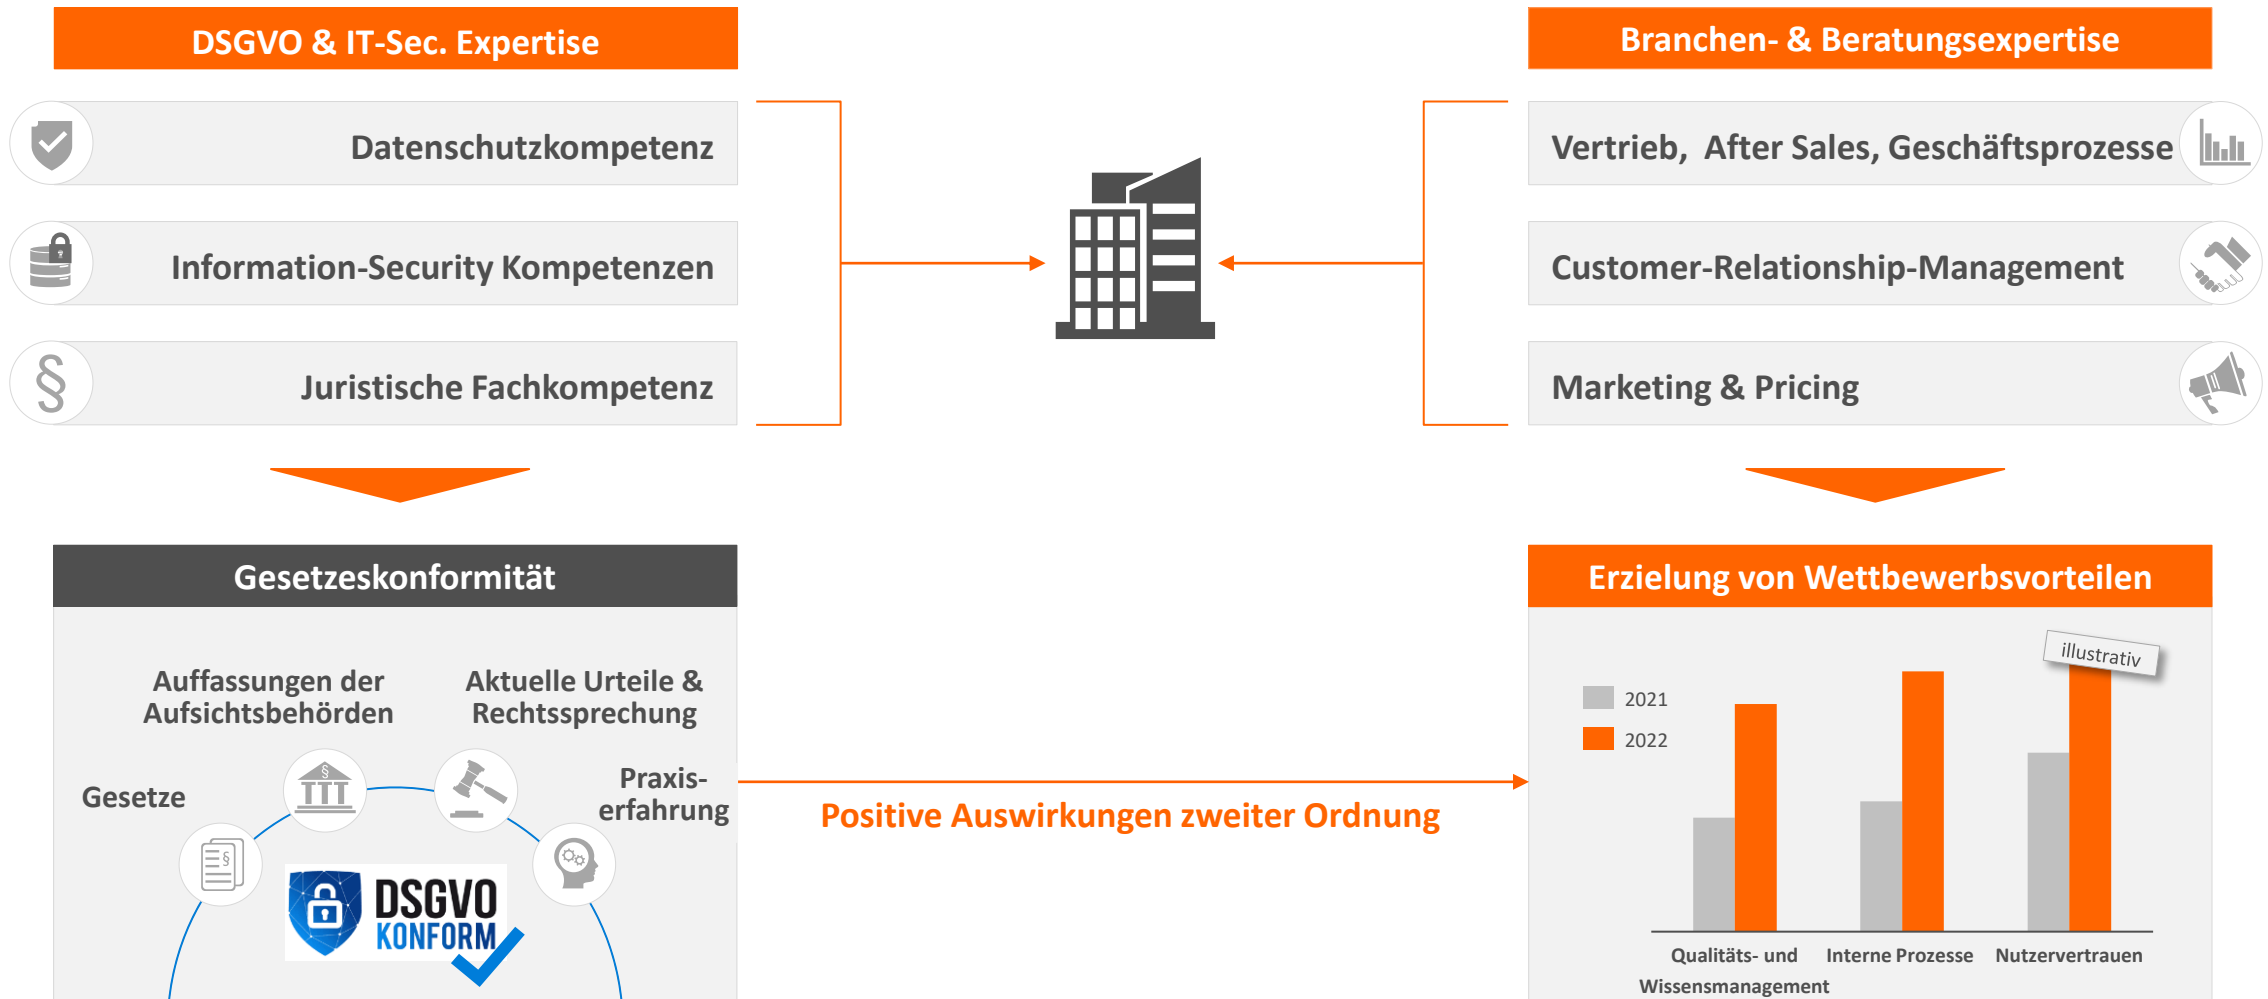 DSGVO & IT-Sec. Expertise
Datenschutzkompetenz
Information-Security Kompetenzen
§
Juristische Fachkompetenz
Branchen- & Beratungsexpertise
Vertrieb, After Sales, Geschäftsprozesse
Customer-Relationship-Management
Marketing & Pricing
Gesetzeskonformität
Auffassungen der
Aufsichtsbehörden
Aktuelle Urteile &
Rechtssprechung
Gesetze
Praxis-
erfahrung
§
§
DSGVO
KONFORM
Positive Auswirkungen zweiter Ordnung
Erzielung von Wettbewerbsvorteilen
illustrativ
2021
2022
Qualitäts- und
Wissensmanagement
Interne Prozesse
Nutzervertrauen